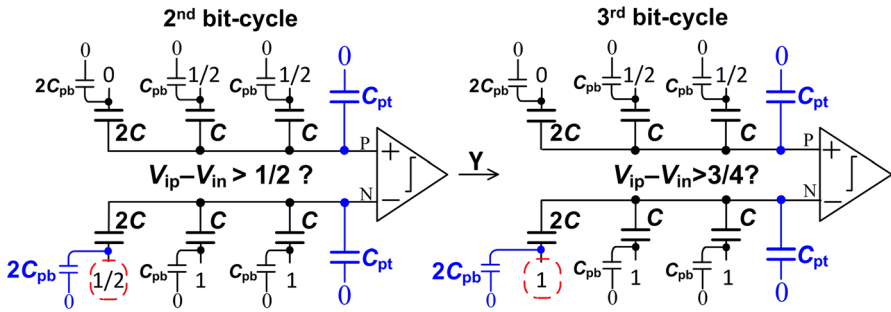 2nd bit-cycle
0 0 0 0
2Cpb 0 Cpb 1/2 Cpb 1/2 Cpt
2C C C P +
Vip–Vin > 1/2 ?
2C C C N −
2Cpb 1/2 Cpb 1 Cpb 1 Cpt
0 0 0 0
Y
3rd bit-cycle
0 0 0 0
2Cpb 0 Cpb 1/2 Cpb 1/2 Cpt
2C C C P +
Vip–Vin>3/4?
2C C C N −
2Cpb 1 Cpb 1 Cpb 1 Cpt
0 0 0 0